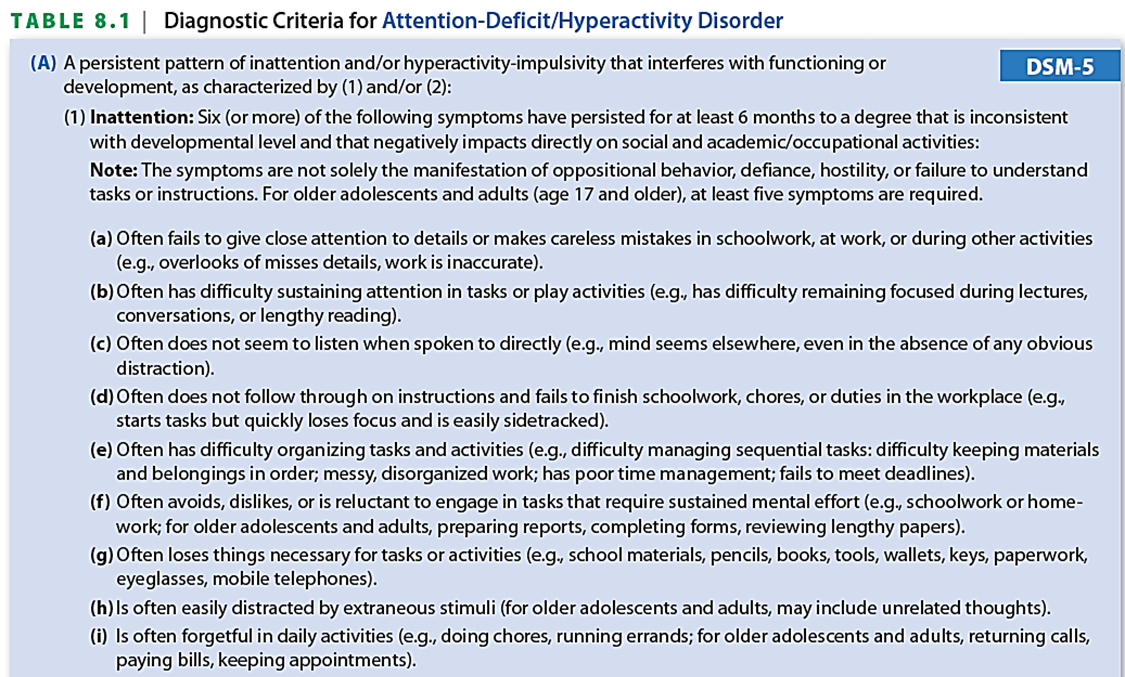 TABLE 8.1 | Diagnostic Criteria for Attention-Deficit/Hyperactivity Disorder
(A) A persistent pattern of inattention and/or hyperactivity-impulsivity that interferes with functioning or
development, as characterized by (1) and/or (2):
DSM-5
(1) Inattention: Six (or more) of the following symptoms have persisted for at least 6 months to a degree that is inconsistent
with developmental level and that negatively impacts directly on social and academic/occupational activities:
Note: The symptoms are not solely the manifestation of oppositional behavior, defiance, hostility, or failure to understand
tasks or instructions. For older adolescents and adults (age 17 and older), at least five symptoms are required.
(a) Often fails to give close attention to details or makes careless mistakes in schoolwork, at work, or during other activities
(e.g., overlooks of misses details, work is inaccurate).
(b) Often has difficulty sustaining attention in tasks or play activities (e.g., has difficulty remaining focused during lectures,
conversations, or lengthy reading).
(c) Often does not seem to listen when spoken to directly (e.g., mind seems elsewhere, even in the absence of any obvious
distraction).
(d) Often does not follow through on instructions and fails to finish schoolwork, chores, or duties in the workplace (e.g.,
starts tasks but quickly loses focus and is easily sidetracked).
(e) Often has difficulty organizing tasks and activities (e.g., difficulty managing sequential tasks: difficulty keeping materials
and belongings in order; messy, disorganized work; has poor time management; fails to meet deadlines).
(f) Often avoids, dislikes, or is reluctant to engage in tasks that require sustained mental effort (e.g., schoolwork or home-
work; for older adolescents and adults, preparing reports, completing forms, reviewing lengthy papers).
(g) Often loses things necessary for tasks or activities (e.g., school materials, pencils, books, tools, wallets, keys, paperwork,
eyeglasses, mobile telephones).
(h) Is often easily distracted by extraneous stimuli (for older adolescents and adults, may include unrelated thoughts).
(i) Is often forgetful in daily activities (e.g., doing chores, running errands; for older adolescents and adults, returning calls,
paying bills, keeping appointments).